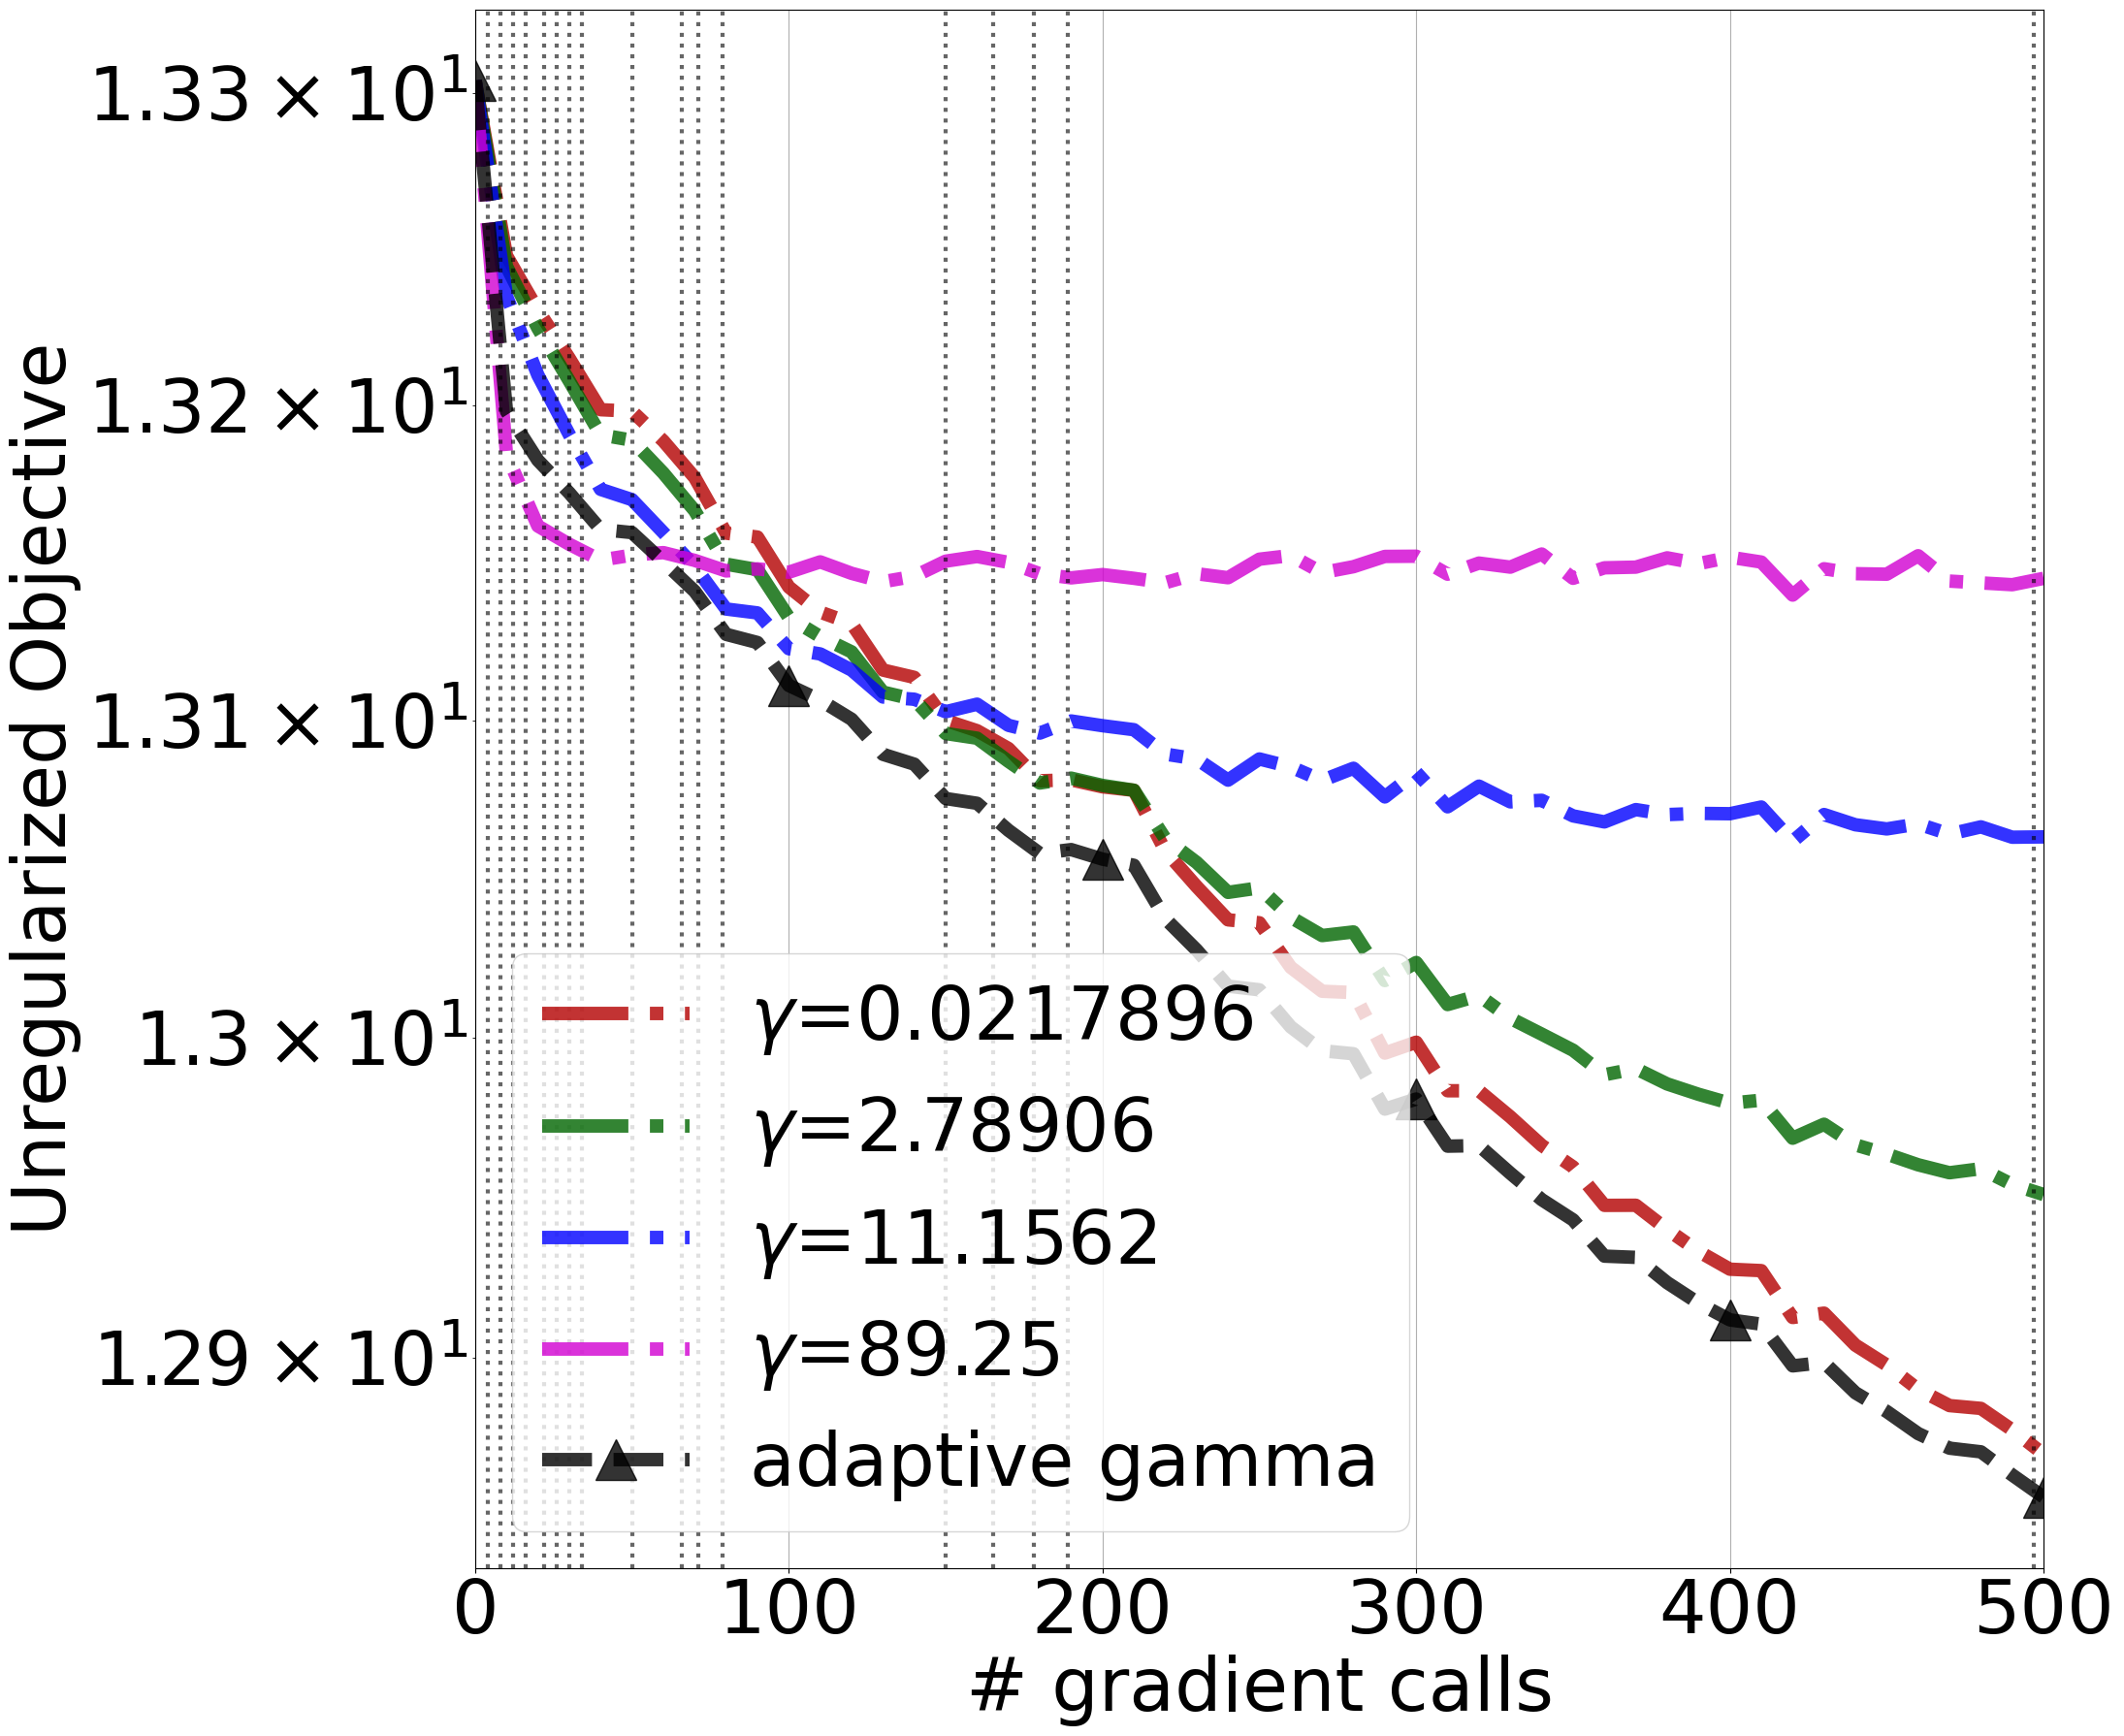 Unregularized Objective
1.33 × 10¹
1.32 × 10¹
1.31 × 10¹
1.3 × 10¹
1.29 × 10¹
γ=0.0217896
γ=2.78906
γ=11.1562
γ=89.25
adaptive gamma
0 100 200 300 400 500
# gradient calls